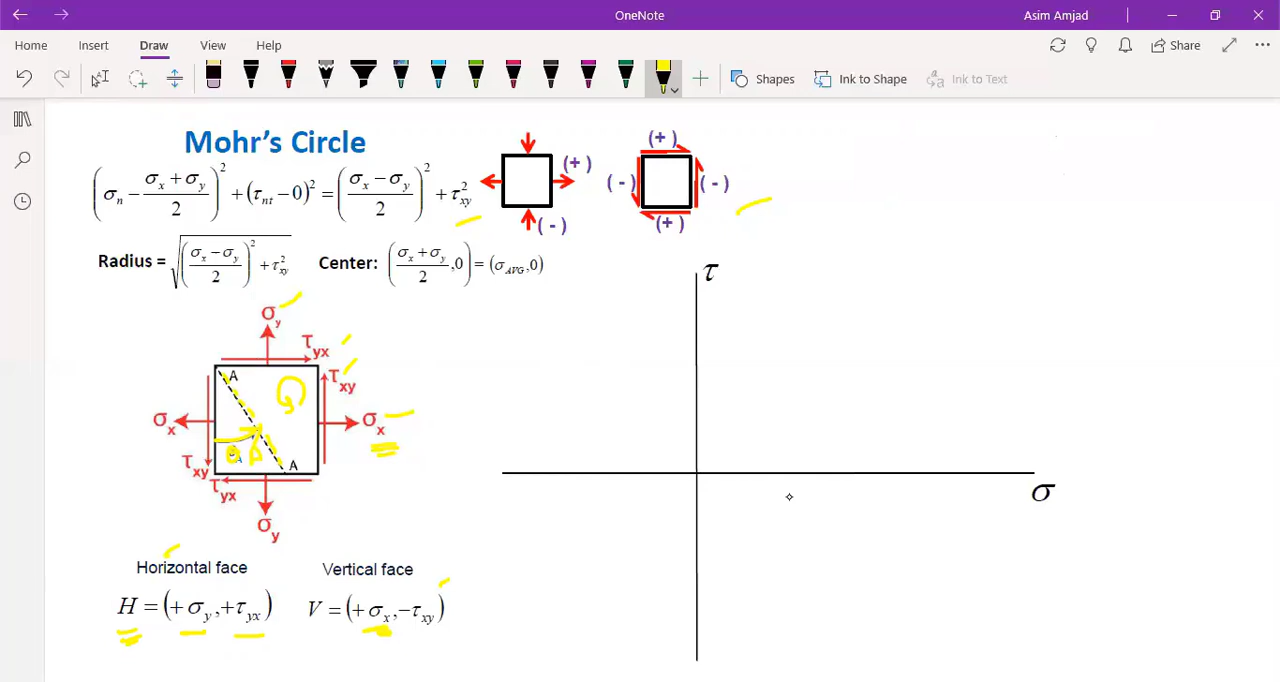 OneNote
Asim Amjad
Home Insert Draw View Help
Share
Shapes
Ink to Shape
Ink to Text
Mohr's Circle
(σn − (σx + σy)/2)² + (τnt − 0)² = ((σx − σy)/2)² + τ²xy
(+)
(-)
(+)
(-)
(-)
(+)
Radius = √(((σx − σy)/2)² + τ²xy)
Center: ((σx + σy)/2, 0) = (σAVG, 0)
τ
σy
τyx
τxy
A
σx
σx
θA
A
τxy
τyx
σy
σ
Horizontal face
Vertical face
H = (+σy, +τyx)
V = (+σx, −τxy)